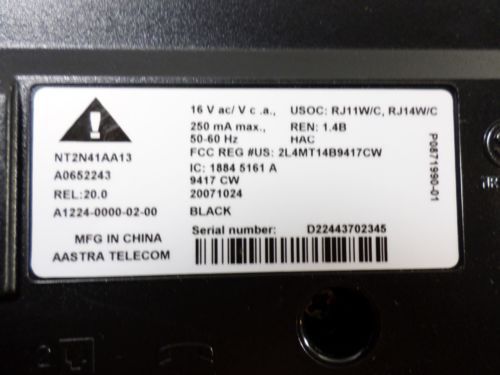 NT2N41AA13
A0652243
REL:20.0
A1224-0000-02-00
MFG IN CHINA
AASTRA TELECOM
16 V ac/ V c .a., USOC: RJ11W/C, RJ14W/C
250 mA max., REN: 1.4B
50-60 Hz HAC
FCC REG #US: 2L4MT14B9417CW
IC: 1884 5161 A
9417 CW
20071024
BLACK
Serial number: D22443702345
P0871990-01